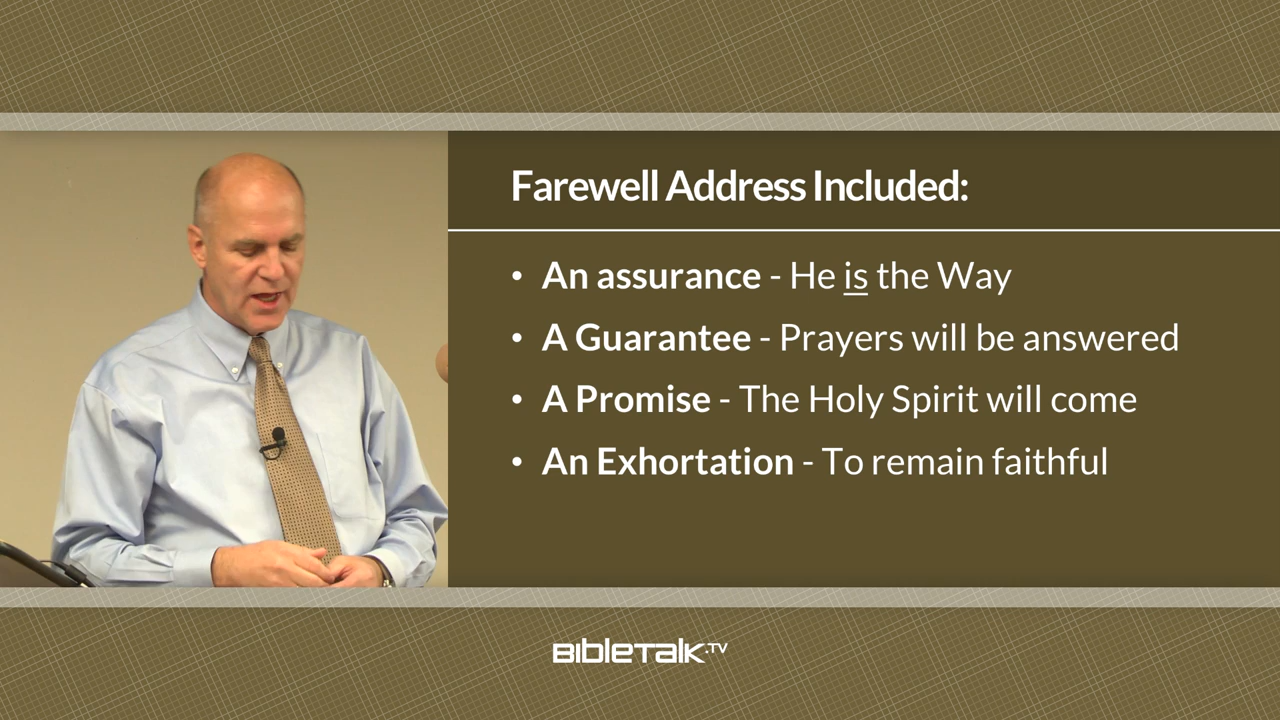 Farewell Address Included:
• An assurance - He is the Way
• A Guarantee - Prayers will be answered
• A Promise - The Holy Spirit will come
• An Exhortation - To remain faithful
BIBLETALK.TV